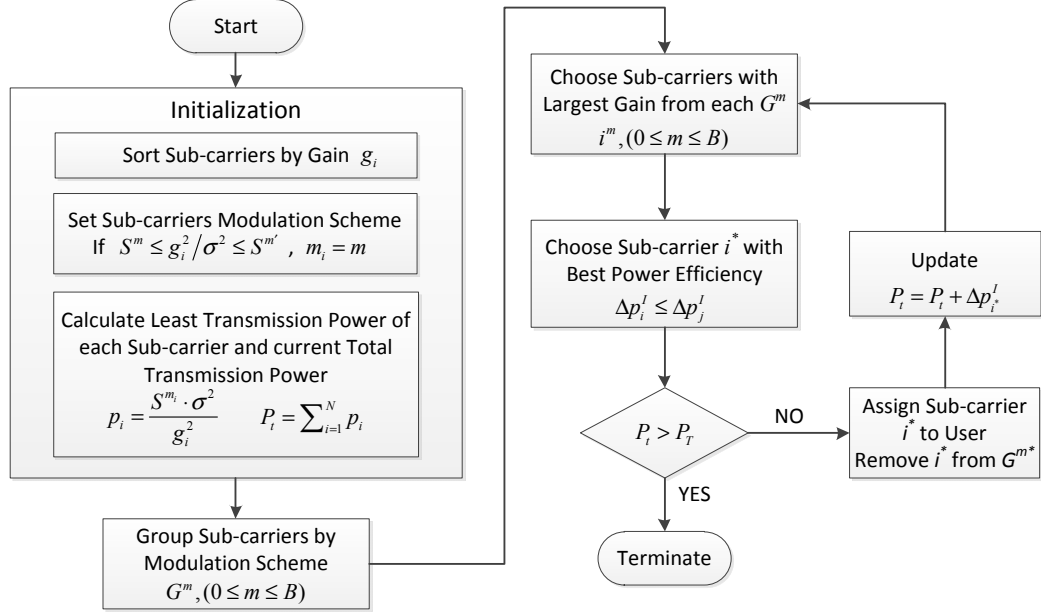 Start
Initialization
Sort Sub-carriers by Gain g_i
Set Sub-carriers Modulation Scheme
If S^m ≤ g_i^2/σ^2 ≤ S^{m'} , m_i = m
Calculate Least Transmission Power of
each Sub-carrier and current Total
Transmission Power
p_i = \frac{S^{m_i} · σ^2}{g_i^2} P_t = ∑_{i=1}^N p_i
Group Sub-carriers by
Modulation Scheme
G^m, (0 ≤ m ≤ B)
Choose Sub-carriers with
Largest Gain from each G^m
i^m, (0 ≤ m ≤ B)
Choose Sub-carrier i^* with
Best Power Efficiency
Δp_i^I ≤ Δp_j^I
P_t > P_T
NO
YES
Terminate
Assign Sub-carrier
i^* to User
Remove i^* from G^{m*}
Update
P_t = P_t + Δp_{i^*}^I